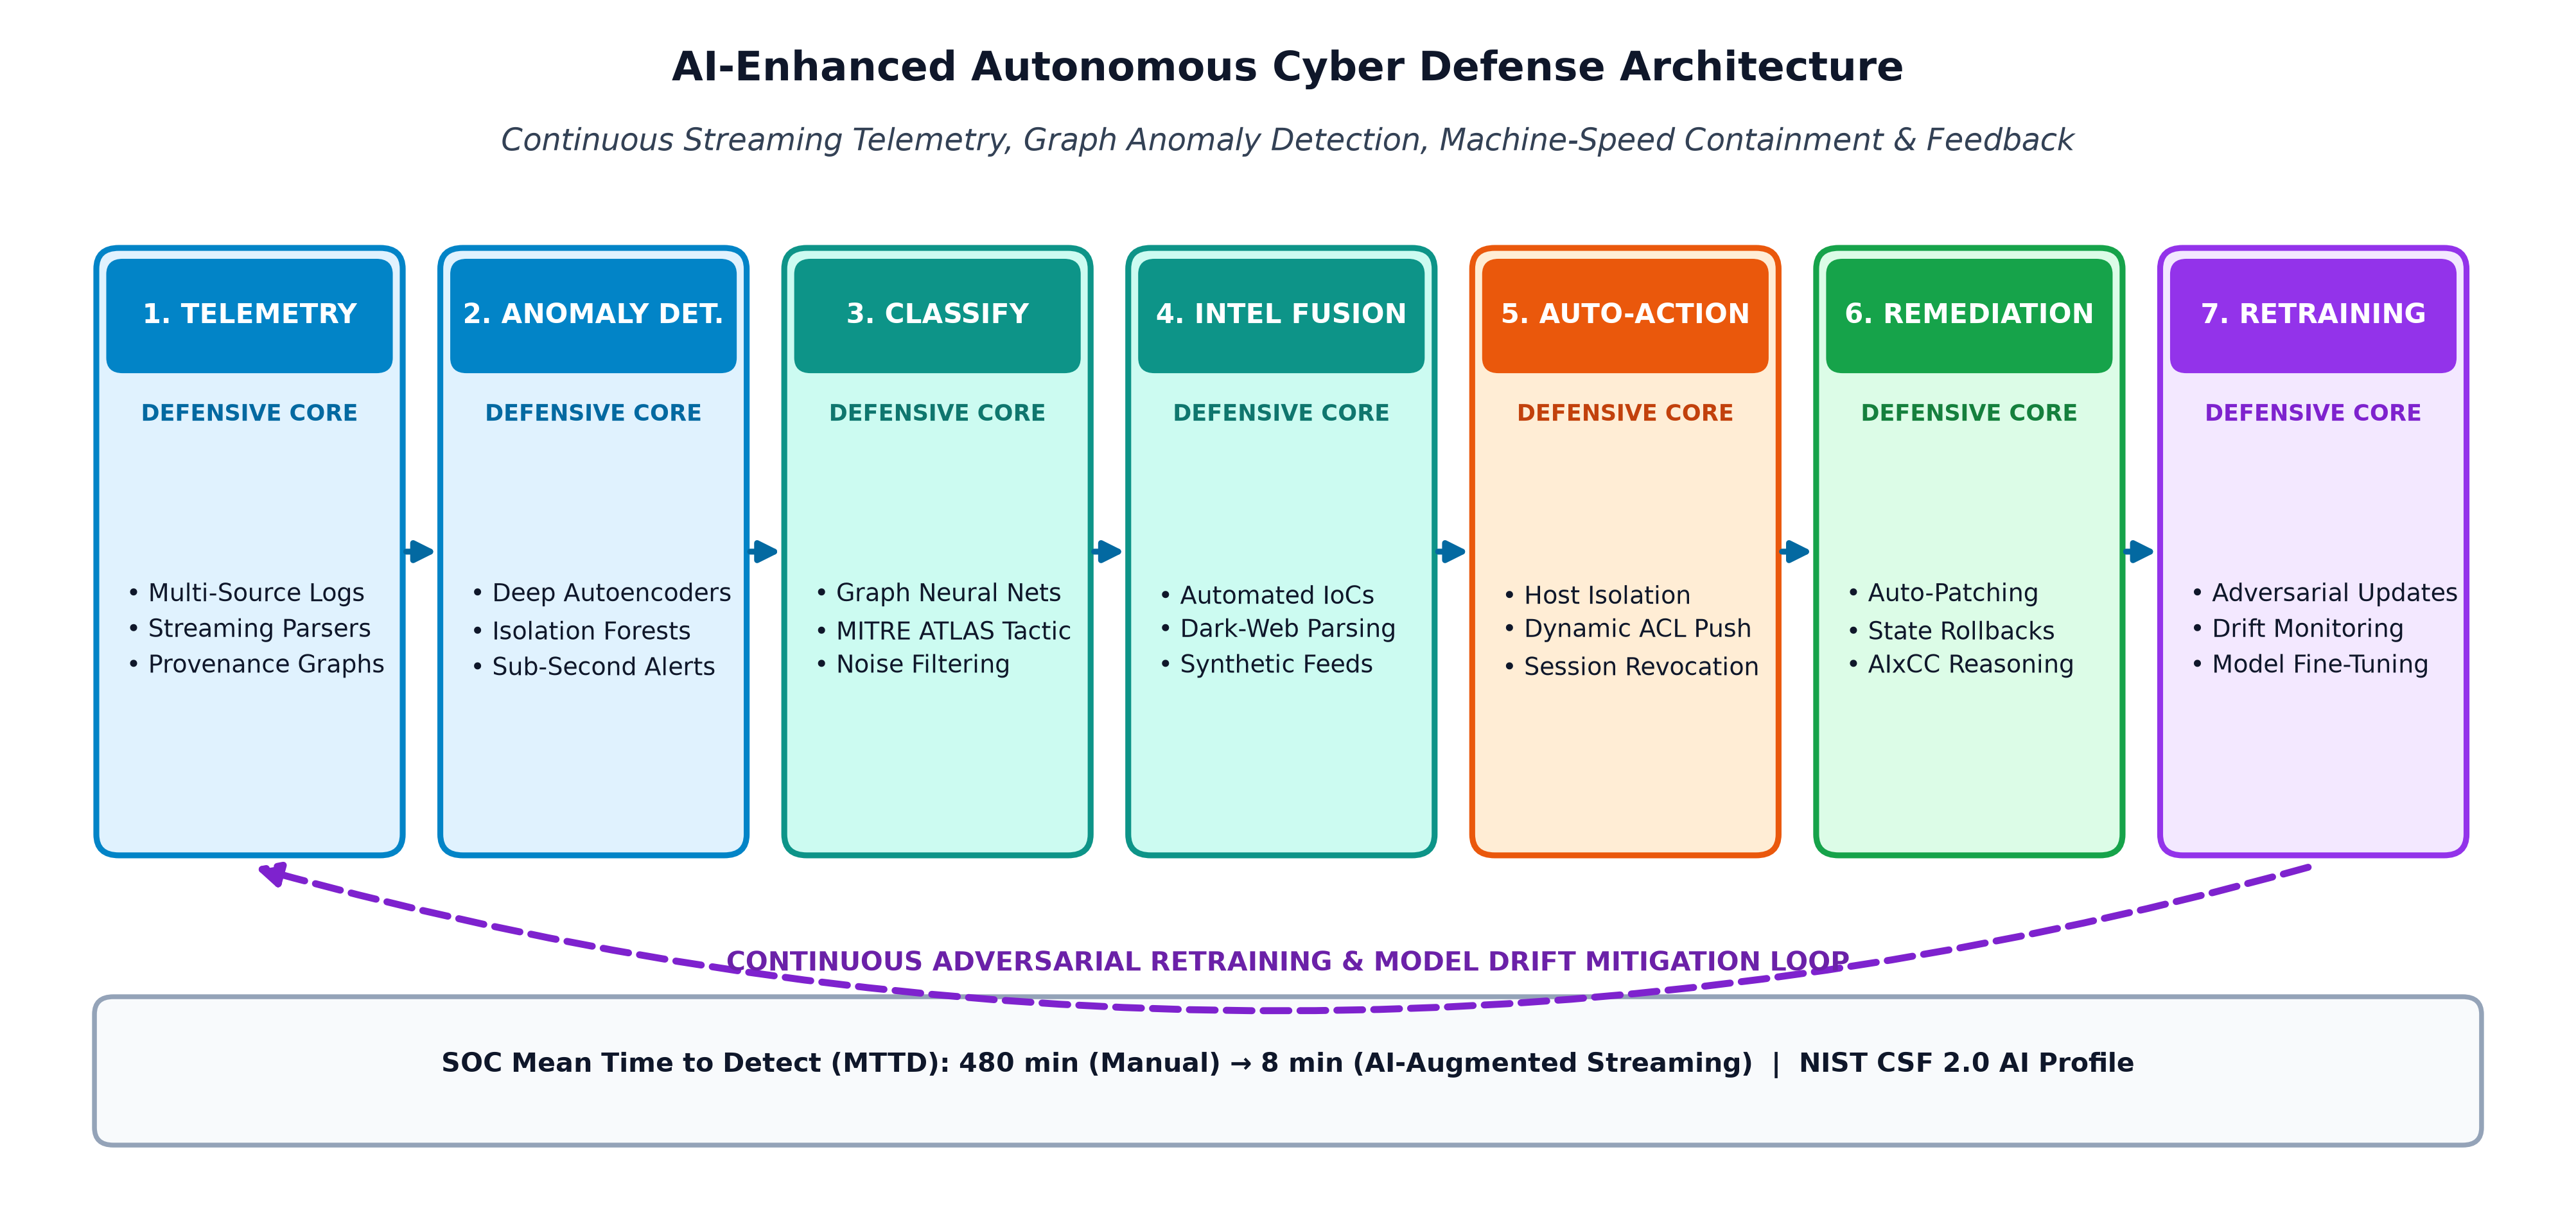 AI-Enhanced Autonomous Cyber Defense Architecture
Continuous Streaming Telemetry, Graph Anomaly Detection, Machine-Speed Containment & Feedback
1. TELEMETRY
DEFENSIVE CORE
• Multi-Source Logs
• Streaming Parsers
• Provenance Graphs
2. ANOMALY DET.
DEFENSIVE CORE
• Deep Autoencoders
• Isolation Forests
• Sub-Second Alerts
3. CLASSIFY
DEFENSIVE CORE
• Graph Neural Nets
• MITRE ATLAS Tactic
• Noise Filtering
4. INTEL FUSION
DEFENSIVE CORE
• Automated IoCs
• Dark-Web Parsing
• Synthetic Feeds
5. AUTO-ACTION
DEFENSIVE CORE
• Host Isolation
• Dynamic ACL Push
• Session Revocation
6. REMEDIATION
DEFENSIVE CORE
• Auto-Patching
• State Rollbacks
• AIxCC Reasoning
7. RETRAINING
DEFENSIVE CORE
• Adversarial Updates
• Drift Monitoring
• Model Fine-Tuning
CONTINUOUS ADVERSARIAL RETRAINING & MODEL DRIFT MITIGATION LOOP
SOC Mean Time to Detect (MTTD): 480 min (Manual) → 8 min (AI-Augmented Streaming) | NIST CSF 2.0 AI Profile